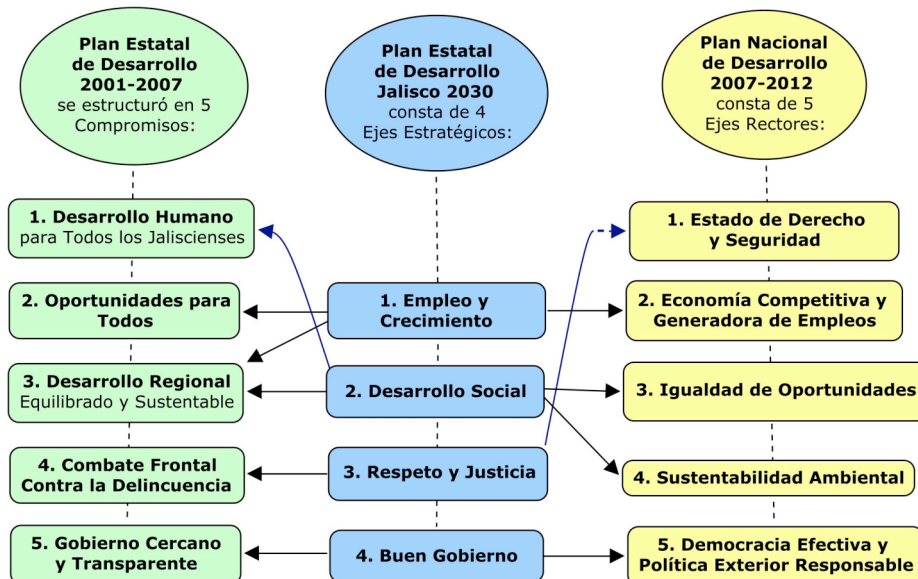 Plan Estatal
de Desarrollo
2001-2007
se estructuró en 5
Compromisos:
Plan Estatal
de Desarrollo
Jalisco 2030
consta de 4
Ejes Estratégicos:
Plan Nacional
de Desarrollo
2007-2012
consta de 5
Ejes Rectores:
1. Desarrollo Humano
para Todos los Jaliscienses
2. Oportunidades para
Todos
3. Desarrollo Regional
Equilibrado y Sustentable
4. Combate Frontal
Contra la Delincuencia
5. Gobierno Cercano
y Transparente
1. Empleo y
Crecimiento
2. Desarrollo Social
3. Respeto y Justicia
4. Buen Gobierno
1. Estado de Derecho
y Seguridad
2. Economía Competitiva y
Generadora de Empleos
3. Igualdad de Oportunidades
4. Sustentabilidad Ambiental
5. Democracia Efectiva y
Política Exterior Responsable